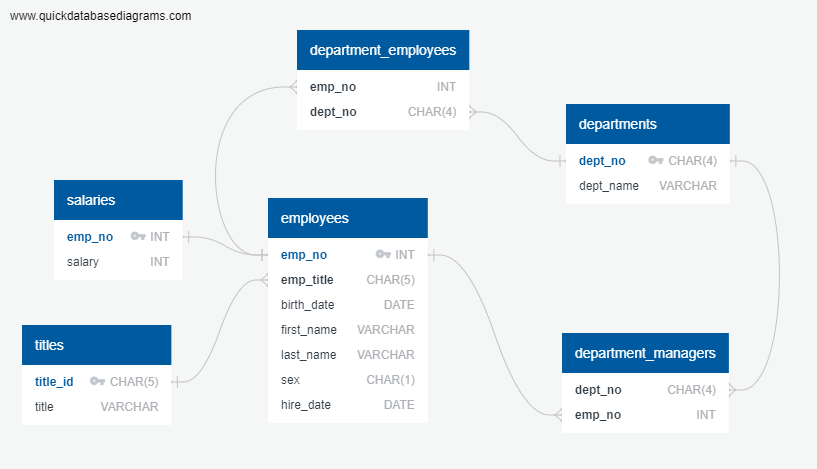 www.quickdatabasediagrams.com
department_employees
emp_no INT
dept_no CHAR(4)
departments
dept_no CHAR(4)
dept_name VARCHAR
salaries
emp_no INT
salary INT
employees
emp_no INT
emp_title CHAR(5)
birth_date DATE
first_name VARCHAR
last_name VARCHAR
sex CHAR(1)
hire_date DATE
titles
title_id CHAR(5)
title VARCHAR
department_managers
dept_no CHAR(4)
emp_no INT